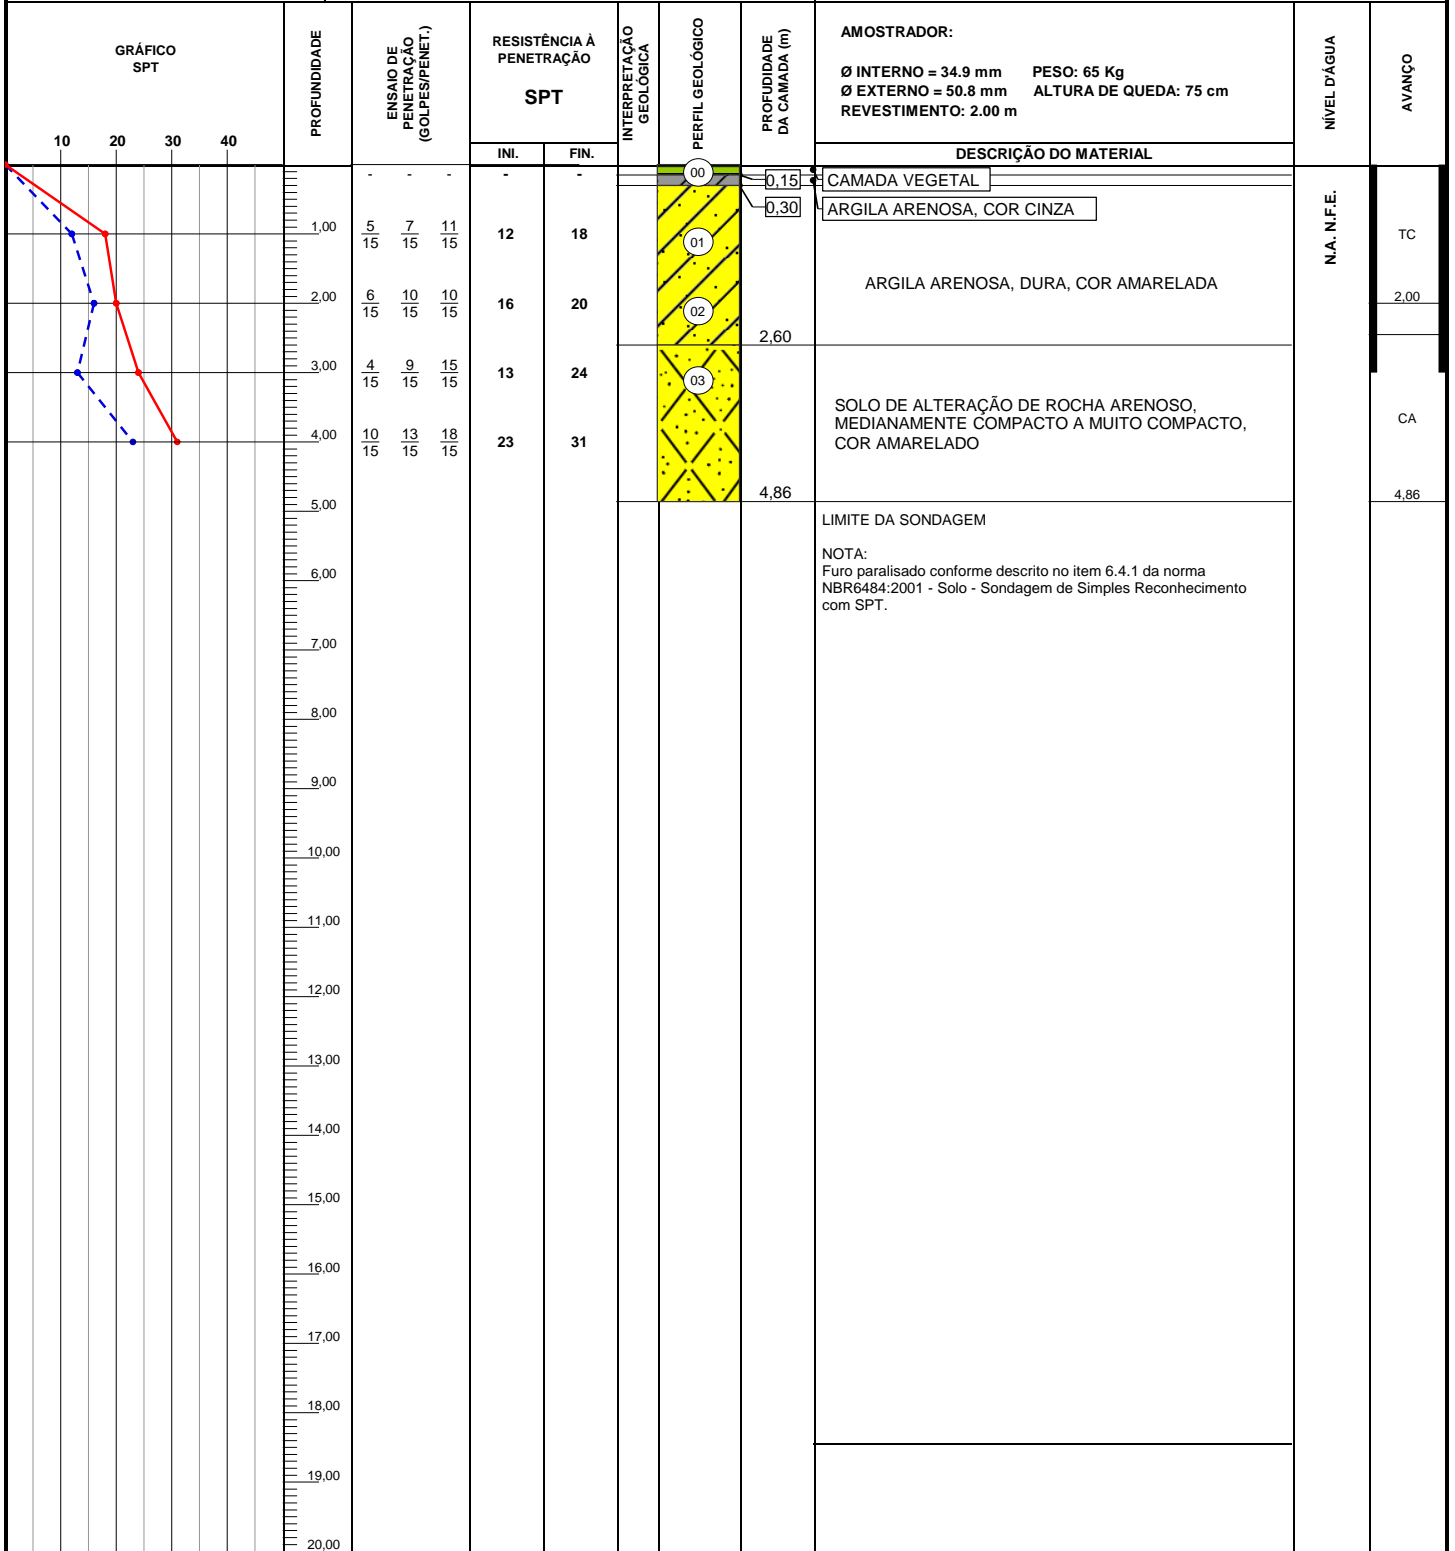 GRÁFICO
SPT
10 20 30 40
PROFUNDIDADE
ENSAIO DE
PENETRAÇÃO
(GOLPES/PENET.)
RESISTÊNCIA À
PENETRAÇÃO
SPT
INI. FIN.
INTERPRETAÇÃO
GEOLÓGICA
PERFIL GEOLÓGICO
PROFUDIDADE
DA CAMADA (m)
AMOSTRADOR:
Ø INTERNO = 34.9 mm PESO: 65 Kg
Ø EXTERNO = 50.8 mm ALTURA DE QUEDA: 75 cm
REVESTIMENTO: 2.00 m
DESCRIÇÃO DO MATERIAL
NÍVEL D'ÁGUA
AVANÇO
- - - - -
00
0,15 CAMADA VEGETAL
0,30 ARGILA ARENOSA, COR CINZA
N.A. N.F.E.
1,00 5/15 7/15 11/15 12 18 01 TC
ARGILA ARENOSA, DURA, COR AMARELADA
2,00 6/15 10/15 10/15 16 20 02 2,00
2,60
3,00 4/15 9/15 15/15 13 24 03
SOLO DE ALTERAÇÃO DE ROCHA ARENOSO,
MEDIANAMENTE COMPACTO A MUITO COMPACTO,
COR AMARELADO
CA
4,00 10/15 13/15 18/15 23 31
4,86 4,86
5,00
LIMITE DA SONDAGEM
NOTA:
Furo paralisado conforme descrito no item 6.4.1 da norma
NBR6484:2001 - Solo - Sondagem de Simples Reconhecimento
com SPT.
6,00
7,00
8,00
9,00
10,00
11,00
12,00
13,00
14,00
15,00
16,00
17,00
18,00
19,00
20,00